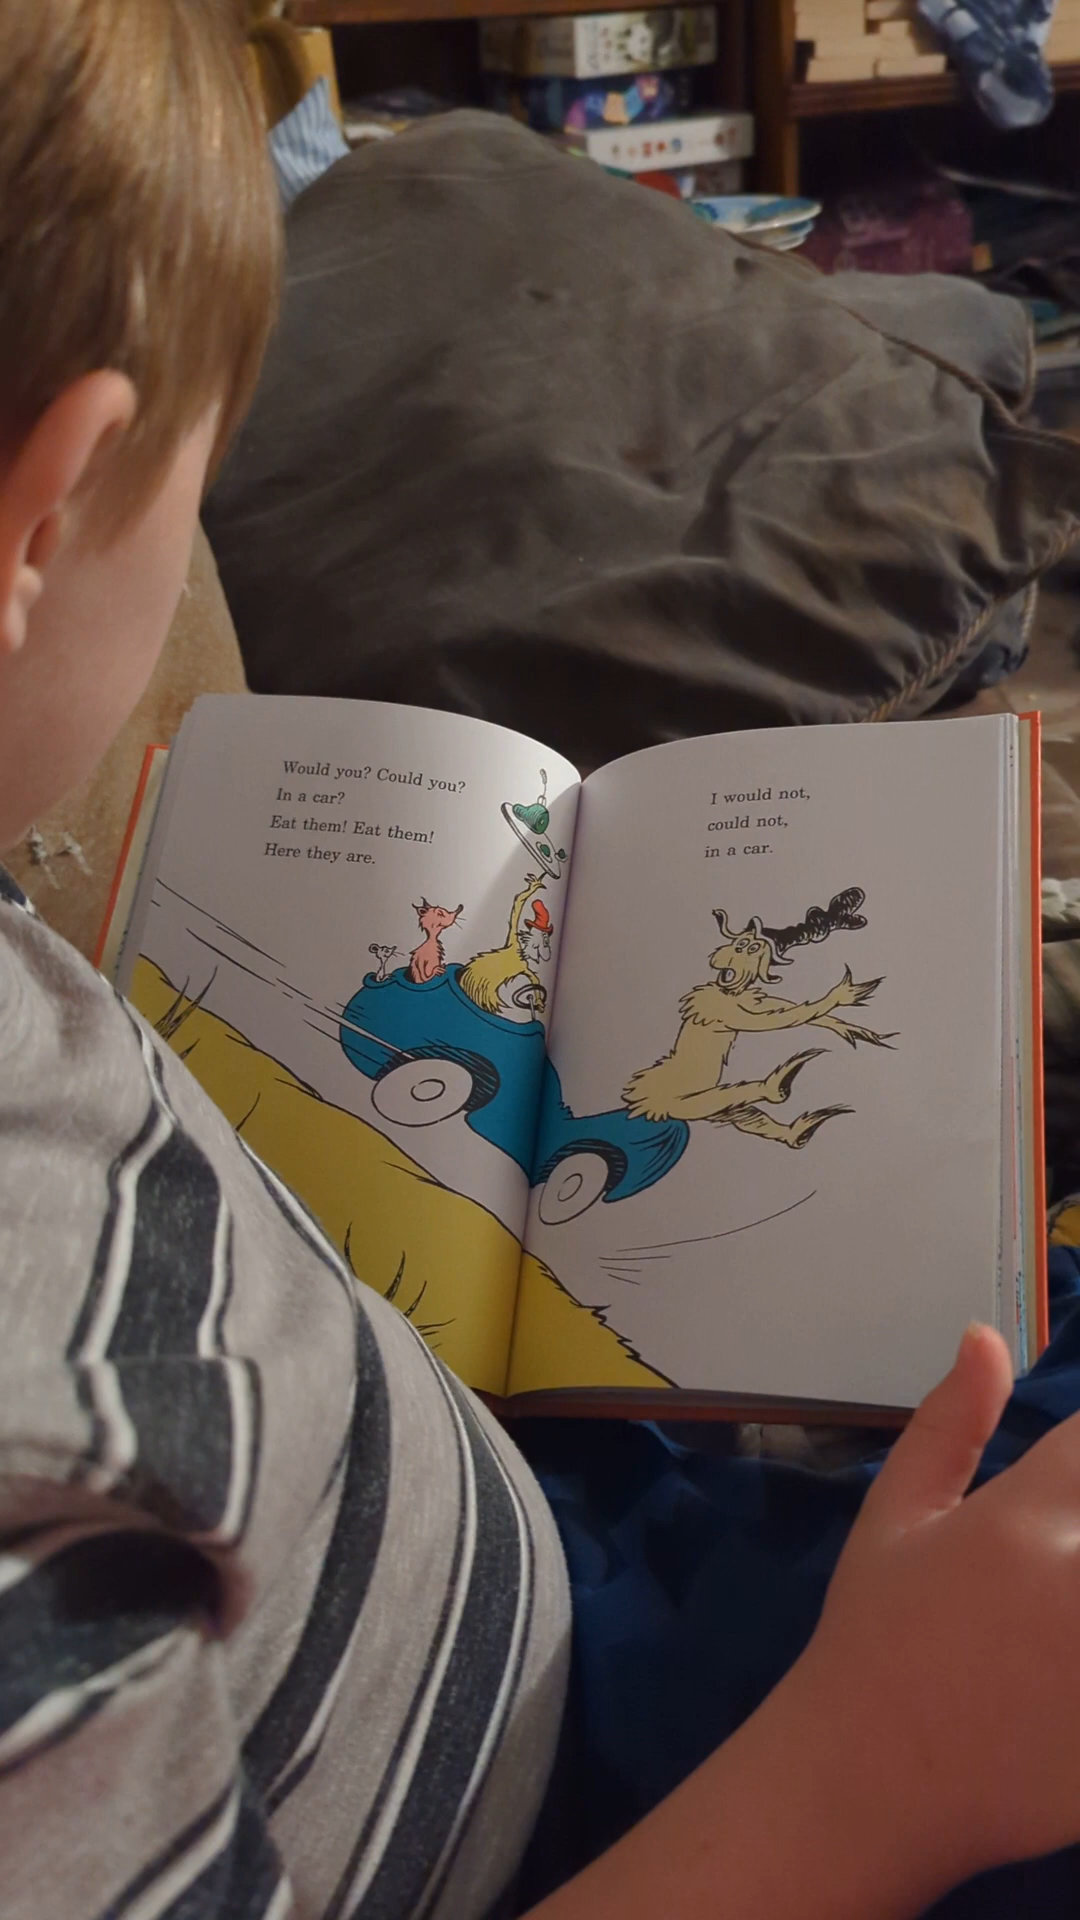 Would you? Could you?
In a car?
Eat them! Eat them!
Here they are.
I would not,
could not,
in a car.